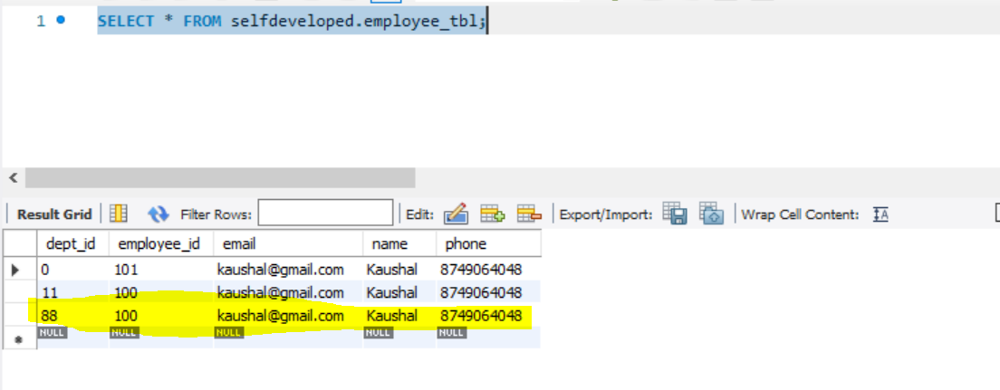 1 SELECT * FROM selfdeveloped.employee_tbl;
Result Grid Filter Rows: Edit: Export/Import: Wrap Cell Content: IA
dept_id employee_id email name phone
0 101 kaushal@gmail.com Kaushal 8749064048
11 100 kaushal@gmail.com Kaushal 8749064048
88 100 kaushal@gmail.com Kaushal 8749064048
NULL NULL NULL NULL NULL